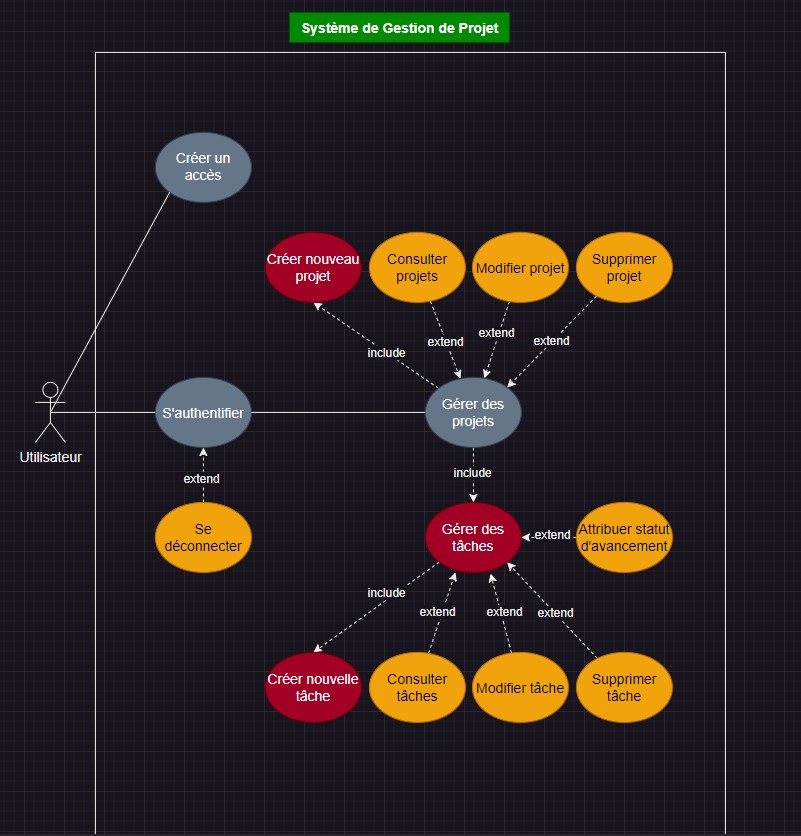 Système de Gestion de Projet
Créer un
accès
Créer nouveau
projet
Consulter
projets
Modifier projet
Supprimer
projet
include
extend
extend
extend
S'authentifier
Gérer des
projets
Utilisateur
extend
include
Se
déconnecter
Gérer des
tâches
extend
Attribuer statut
d'avancement
include
extend
extend
extend
Créer nouvelle
tâche
Consulter
tâches
Modifier tâche
Supprimer
tâche